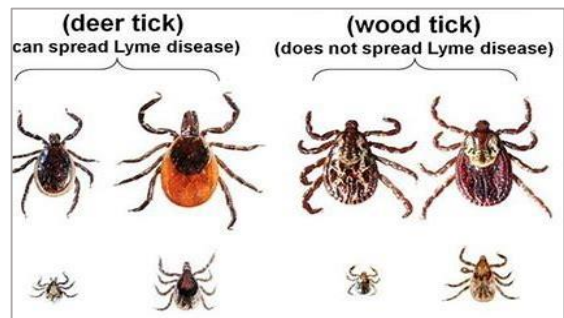 (deer tick)
can spread Lyme disease)
(wood tick)
(does not spread Lyme disease)